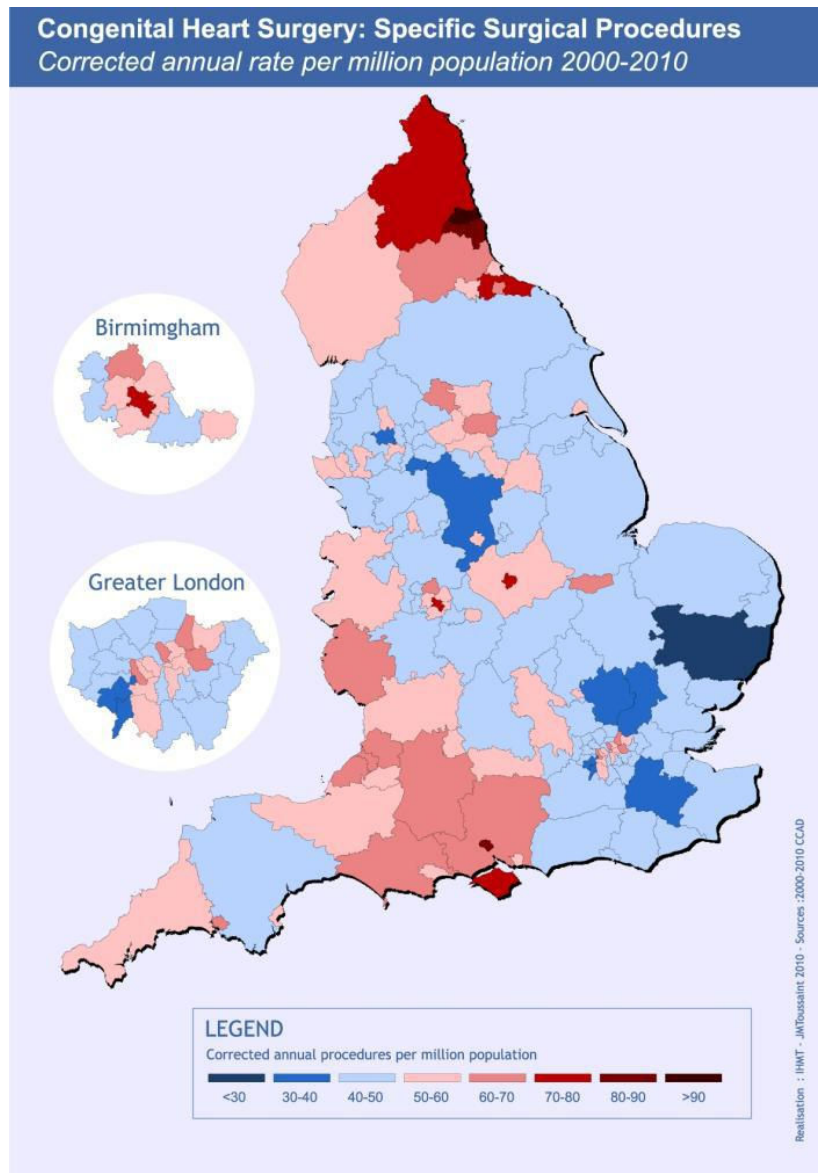 Congenital Heart Surgery: Specific Surgical Procedures
Corrected annual rate per million population 2000-2010
Birmimgham
Greater London
LEGEND
Corrected annual procedures per million population
<30 30-40 40-50 50-60 60-70 70-80 80-90 >90
Realisation : IHMT - JMToussaint 2010 - Sources :2000-2010 CCAD